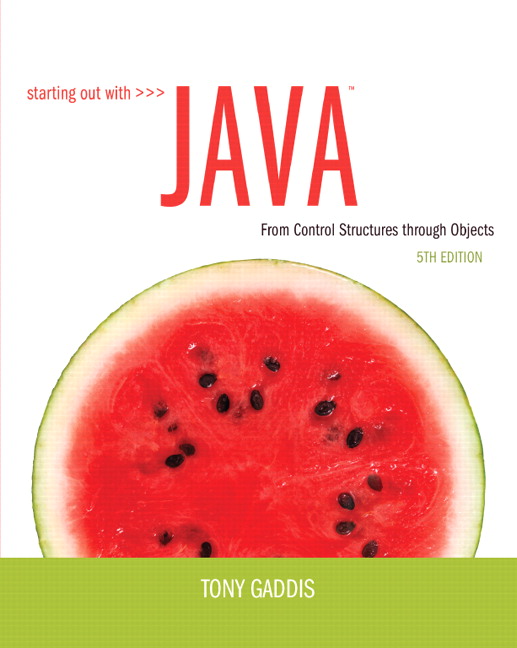 starting out with >>>
JAVA™
From Control Structures through Objects
5TH EDITION
TONY GADDIS